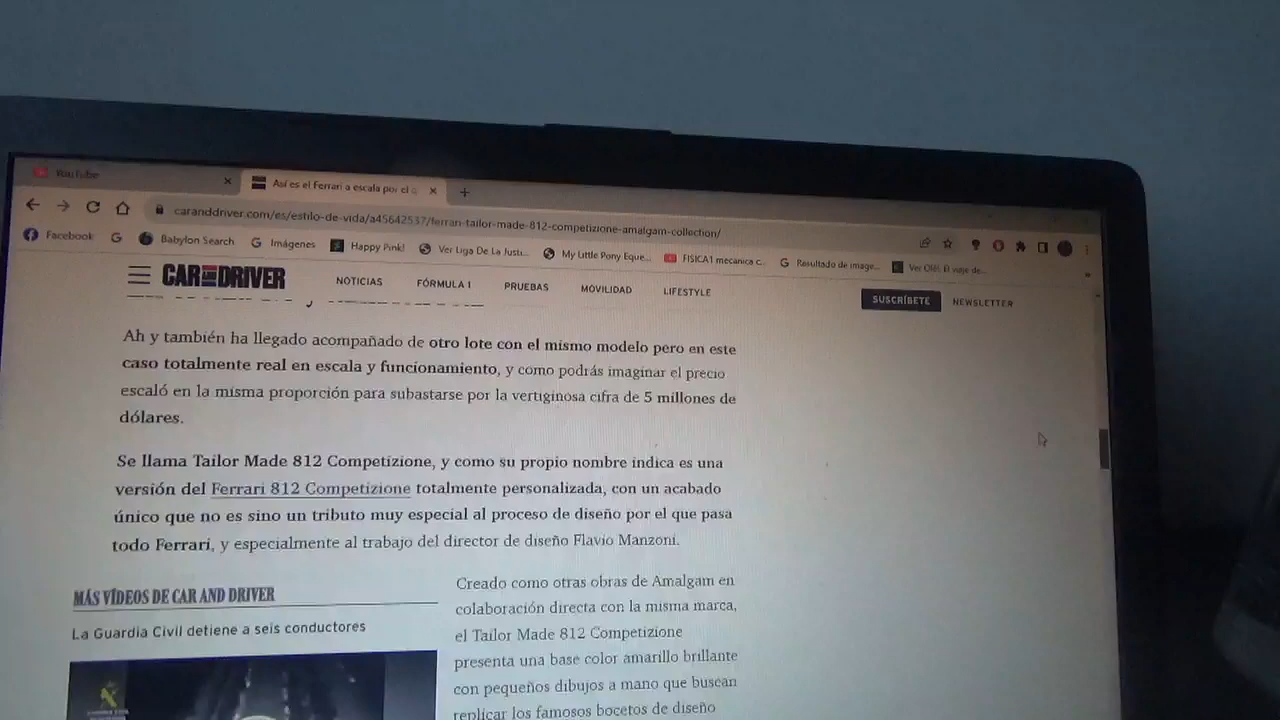 YouTube
Así es el Ferrari a escala por el
caranddriver.com/es/estilo-de-vida/a45642537/ferrari-tailor-made-812-competizione-amalgam-collection/
Facebook
Babylon Search
Imágenes
Happy Pink!
Ver Liga De La Justi...
My Little Pony Eque...
FISICA1 mecanica c...
Resultado de image...
Ver Olé!, El viaje de...
CAR AND DRIVER
NOTICIAS
FÓRMULA 1
PRUEBAS
MOVILIDAD
LIFESTYLE
SUSCRÍBETE
NEWSLETTER
Ah y también ha llegado acompañado de otro lote con el mismo modelo pero en este
caso totalmente real en escala y funcionamiento, y como podrás imaginar el precio
escaló en la misma proporción para subastarse por la vertiginosa cifra de 5 millones de
dólares.
Se llama Tailor Made 812 Competizione, y como su propio nombre indica es una
versión del Ferrari 812 Competizione totalmente personalizada, con un acabado
único que no es sino un tributo muy especial al proceso de diseño por el que pasa
todo Ferrari, y especialmente al trabajo del director de diseño Flavio Manzoni.
MÁS VÍDEOS DE CAR AND DRIVER
La Guardia Civil detiene a seis conductores
Creado como otras obras de Amalgam en
colaboración directa con la misma marca,
el Tailor Made 812 Competizione
presenta una base color amarillo brillante
con pequeños dibujos a mano que buscan
replicar los famosos bocetos de diseño